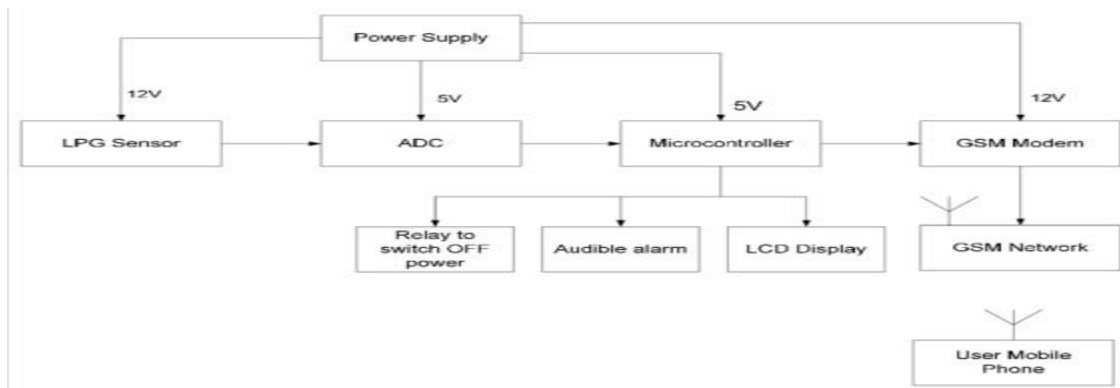 Power Supply
12V
5V
5V
12V
LPG Sensor
ADC
Microcontroller
GSM Modem
Relay to
switch OFF
power
Audible alarm
LCD Display
GSM Network
User Mobile
Phone